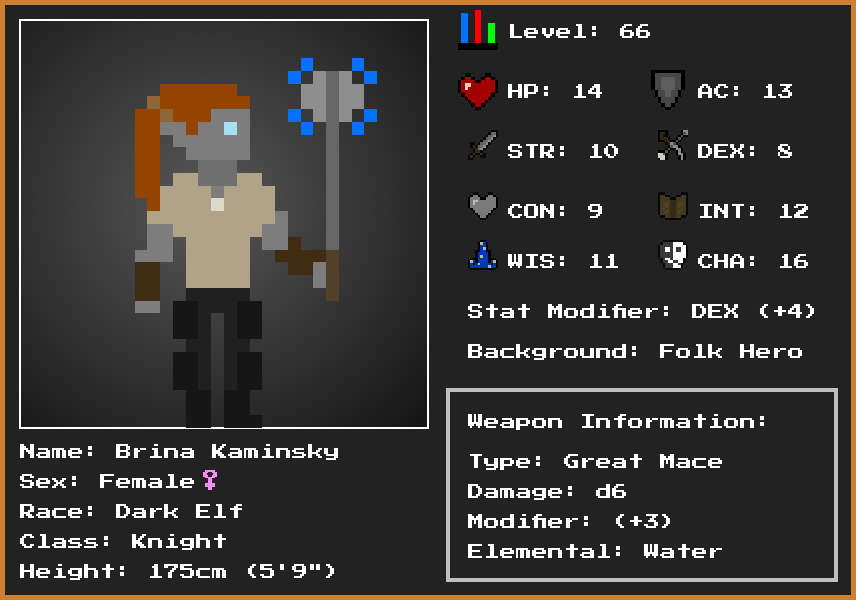 Level: 66
HP: 14
AC: 13
STR: 10
DEX: 8
CON: 9
INT: 12
WIS: 11
CHA: 16
Stat Modifier: DEX (+4)
Background: Folk Hero
Weapon Information:
Type: Great Mace
Damage: d6
Modifier: (+3)
Elemental: Water
Name: Brina Kaminsky
Sex: Female♀
Race: Dark Elf
Class: Knight
Height: 175cm (5'9")